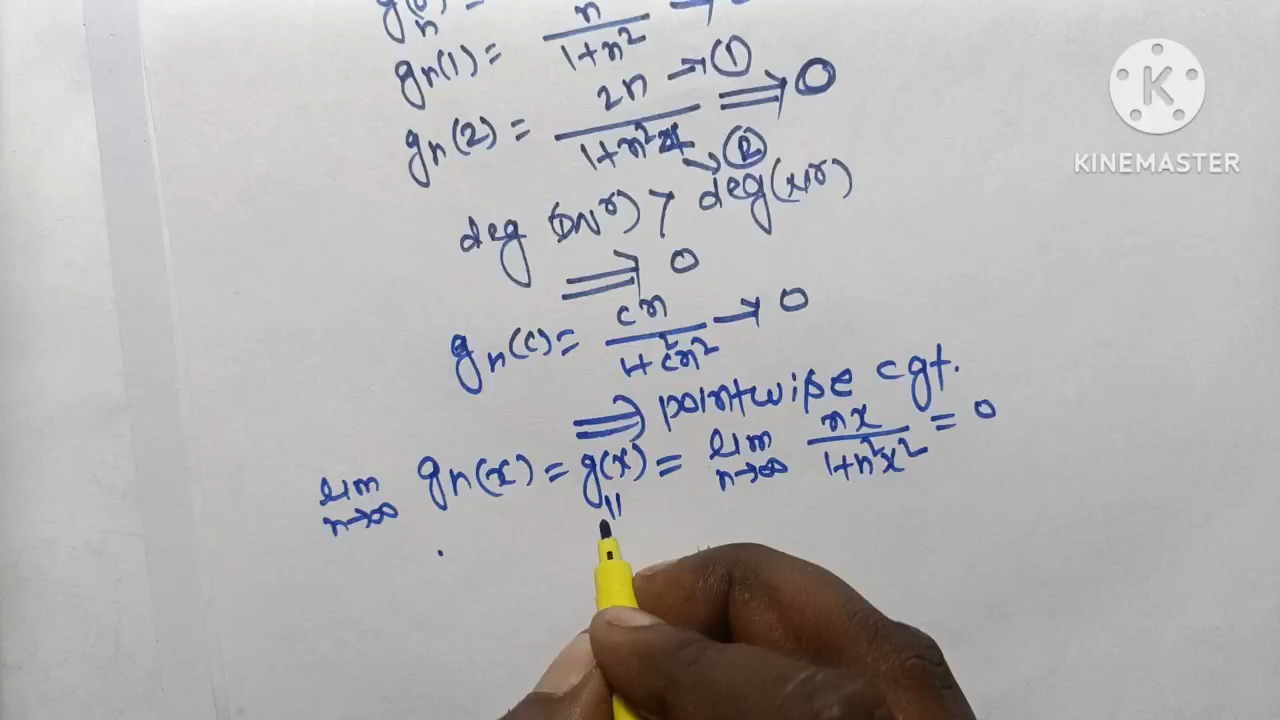 gn(1) = n/1+n²
gn(2) = 2n/1+n²4 → ① ⟹ 0
→ ②
deg (DNʳ) > deg(Nʳ)
⟹ 0
gn(c) = cn/1+c²n² → 0
⟹ pointwise cgt.
lim n→∞ gn(x) = g(x) = lim n→∞ nx/1+n²x² = 0
"
K
KINEMASTER